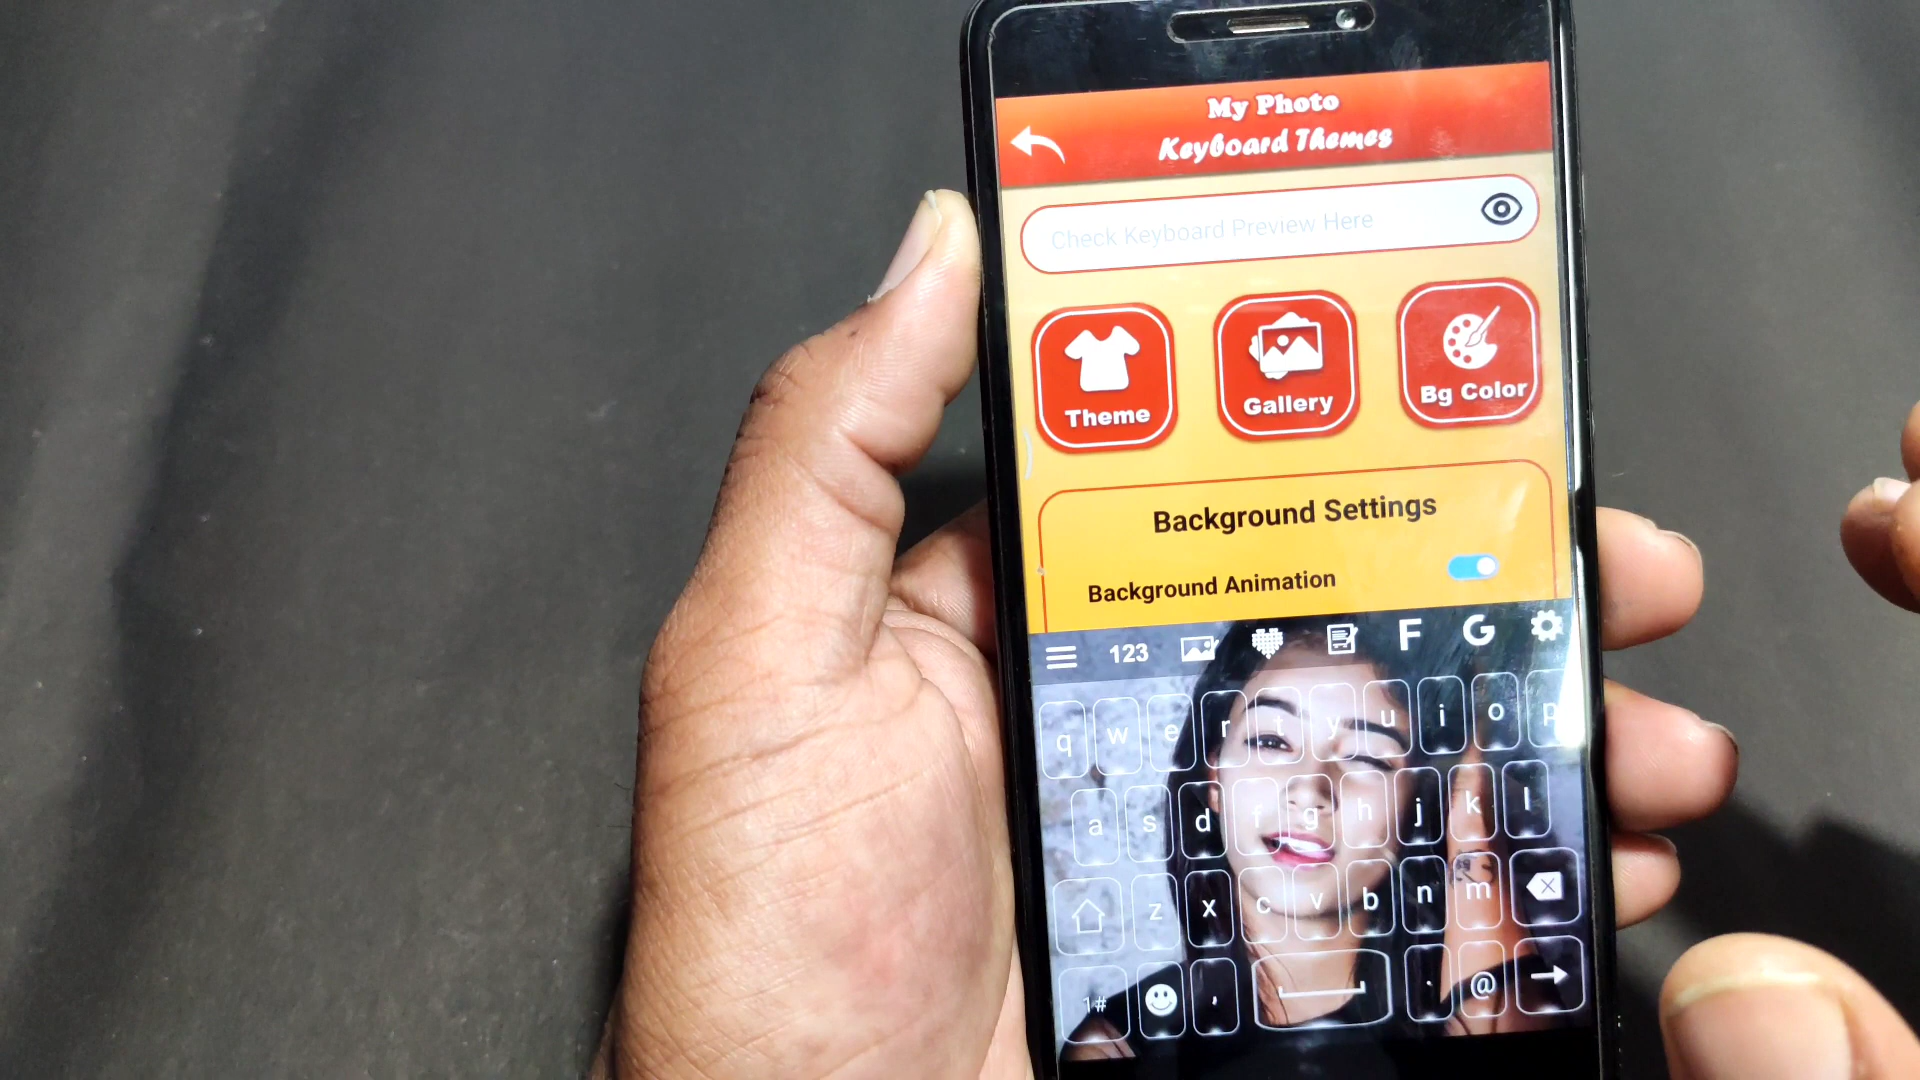 My Photo
Keyboard Themes
Check Keyboard Preview Here
Theme
Gallery
Bg Color
Background Settings
Background Animation
123
F
G
q w e r t y u i o p
a s d f g h j k l
z x c v b n m
1# , . @